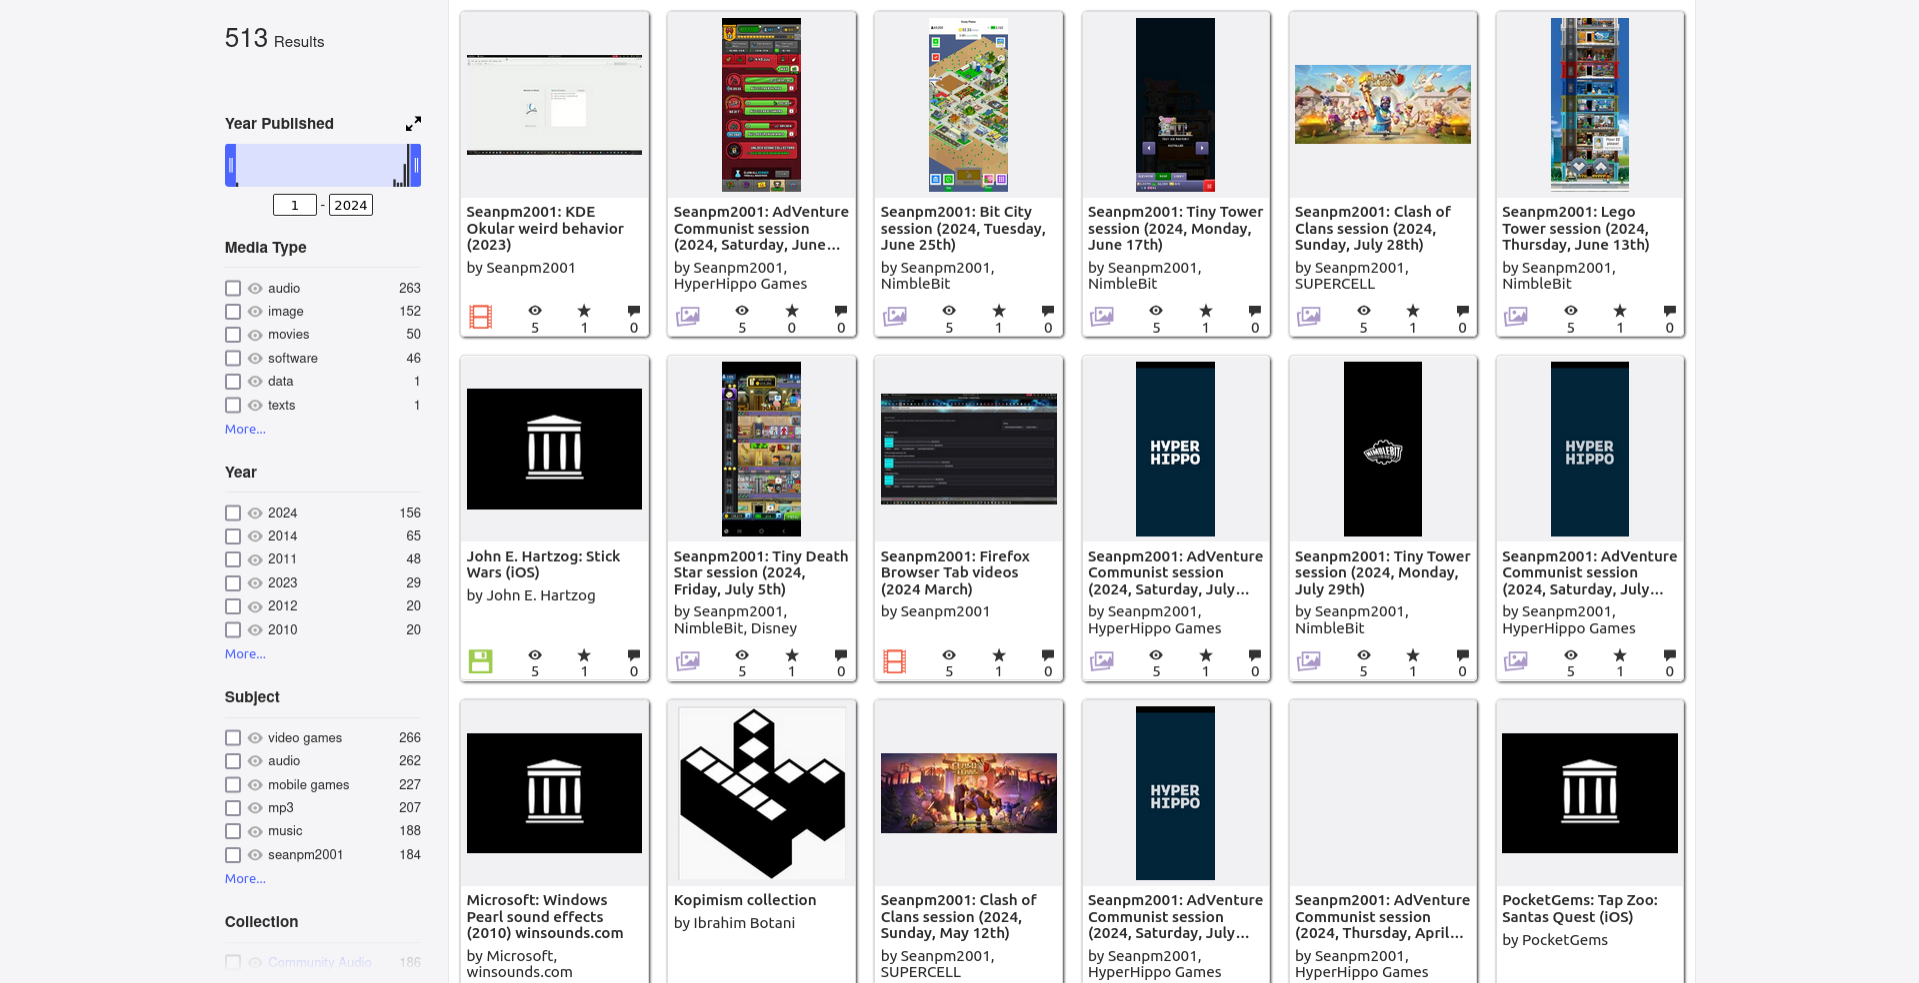 513 Results
Year Published
1 - 2024
Media Type
audio 263
image 152
movies 50
software 46
data 1
texts 1
More...
Year
2024 156
2014 65
2011 48
2023 29
2012 20
2010 20
More...
Subject
video games 266
audio 262
mobile games 227
mp3 207
music 188
seanpm2001 184
More...
Collection
Community Audio 186
Seanpm2001: KDE
Okular weird behavior
(2023)
by Seanpm2001
5 1 0
Seanpm2001: AdVenture
Communist session
(2024, Saturday, June...
by Seanpm2001,
HyperHippo Games
5 0 0
Seanpm2001: Bit City
session (2024, Tuesday,
June 25th)
by Seanpm2001,
NimbleBit
5 1 0
Seanpm2001: Tiny Tower
session (2024, Monday,
June 17th)
by Seanpm2001,
NimbleBit
5 1 0
Seanpm2001: Clash of
Clans session (2024,
Sunday, July 28th)
by Seanpm2001,
SUPERCELL
5 1 0
Seanpm2001: Lego
Tower session (2024,
Thursday, June 13th)
by Seanpm2001,
NimbleBit
5 1 0
John E. Hartzog: Stick
Wars (iOS)
by John E. Hartzog
5 1 0
Seanpm2001: Tiny Death
Star session (2024,
Friday, July 5th)
by Seanpm2001,
NimbleBit, Disney
5 1 0
Seanpm2001: Firefox
Browser Tab videos
(2024 March)
by Seanpm2001
5 1 0
HYPER
HIPPO
Seanpm2001: AdVenture
Communist session
(2024, Saturday, July...
by Seanpm2001,
HyperHippo Games
5 1 0
NIMBLEBIT
Seanpm2001: Tiny Tower
session (2024, Monday,
July 29th)
by Seanpm2001,
NimbleBit
5 1 0
HYPER
HIPPO
Seanpm2001: AdVenture
Communist session
(2024, Saturday, July...
by Seanpm2001,
HyperHippo Games
5 1 0
Microsoft: Windows
Pearl sound effects
(2010) winsounds.com
by Microsoft,
winsounds.com
Kopimism collection
by Ibrahim Botani
Seanpm2001: Clash of
Clans session (2024,
Sunday, May 12th)
by Seanpm2001,
SUPERCELL
HYPER
HIPPO
Seanpm2001: AdVenture
Communist session
(2024, Saturday, July...
by Seanpm2001,
HyperHippo Games
Seanpm2001: AdVenture
Communist session
(2024, Thursday, April...
by Seanpm2001,
HyperHippo Games
PocketGems: Tap Zoo:
Santas Quest (iOS)
by PocketGems